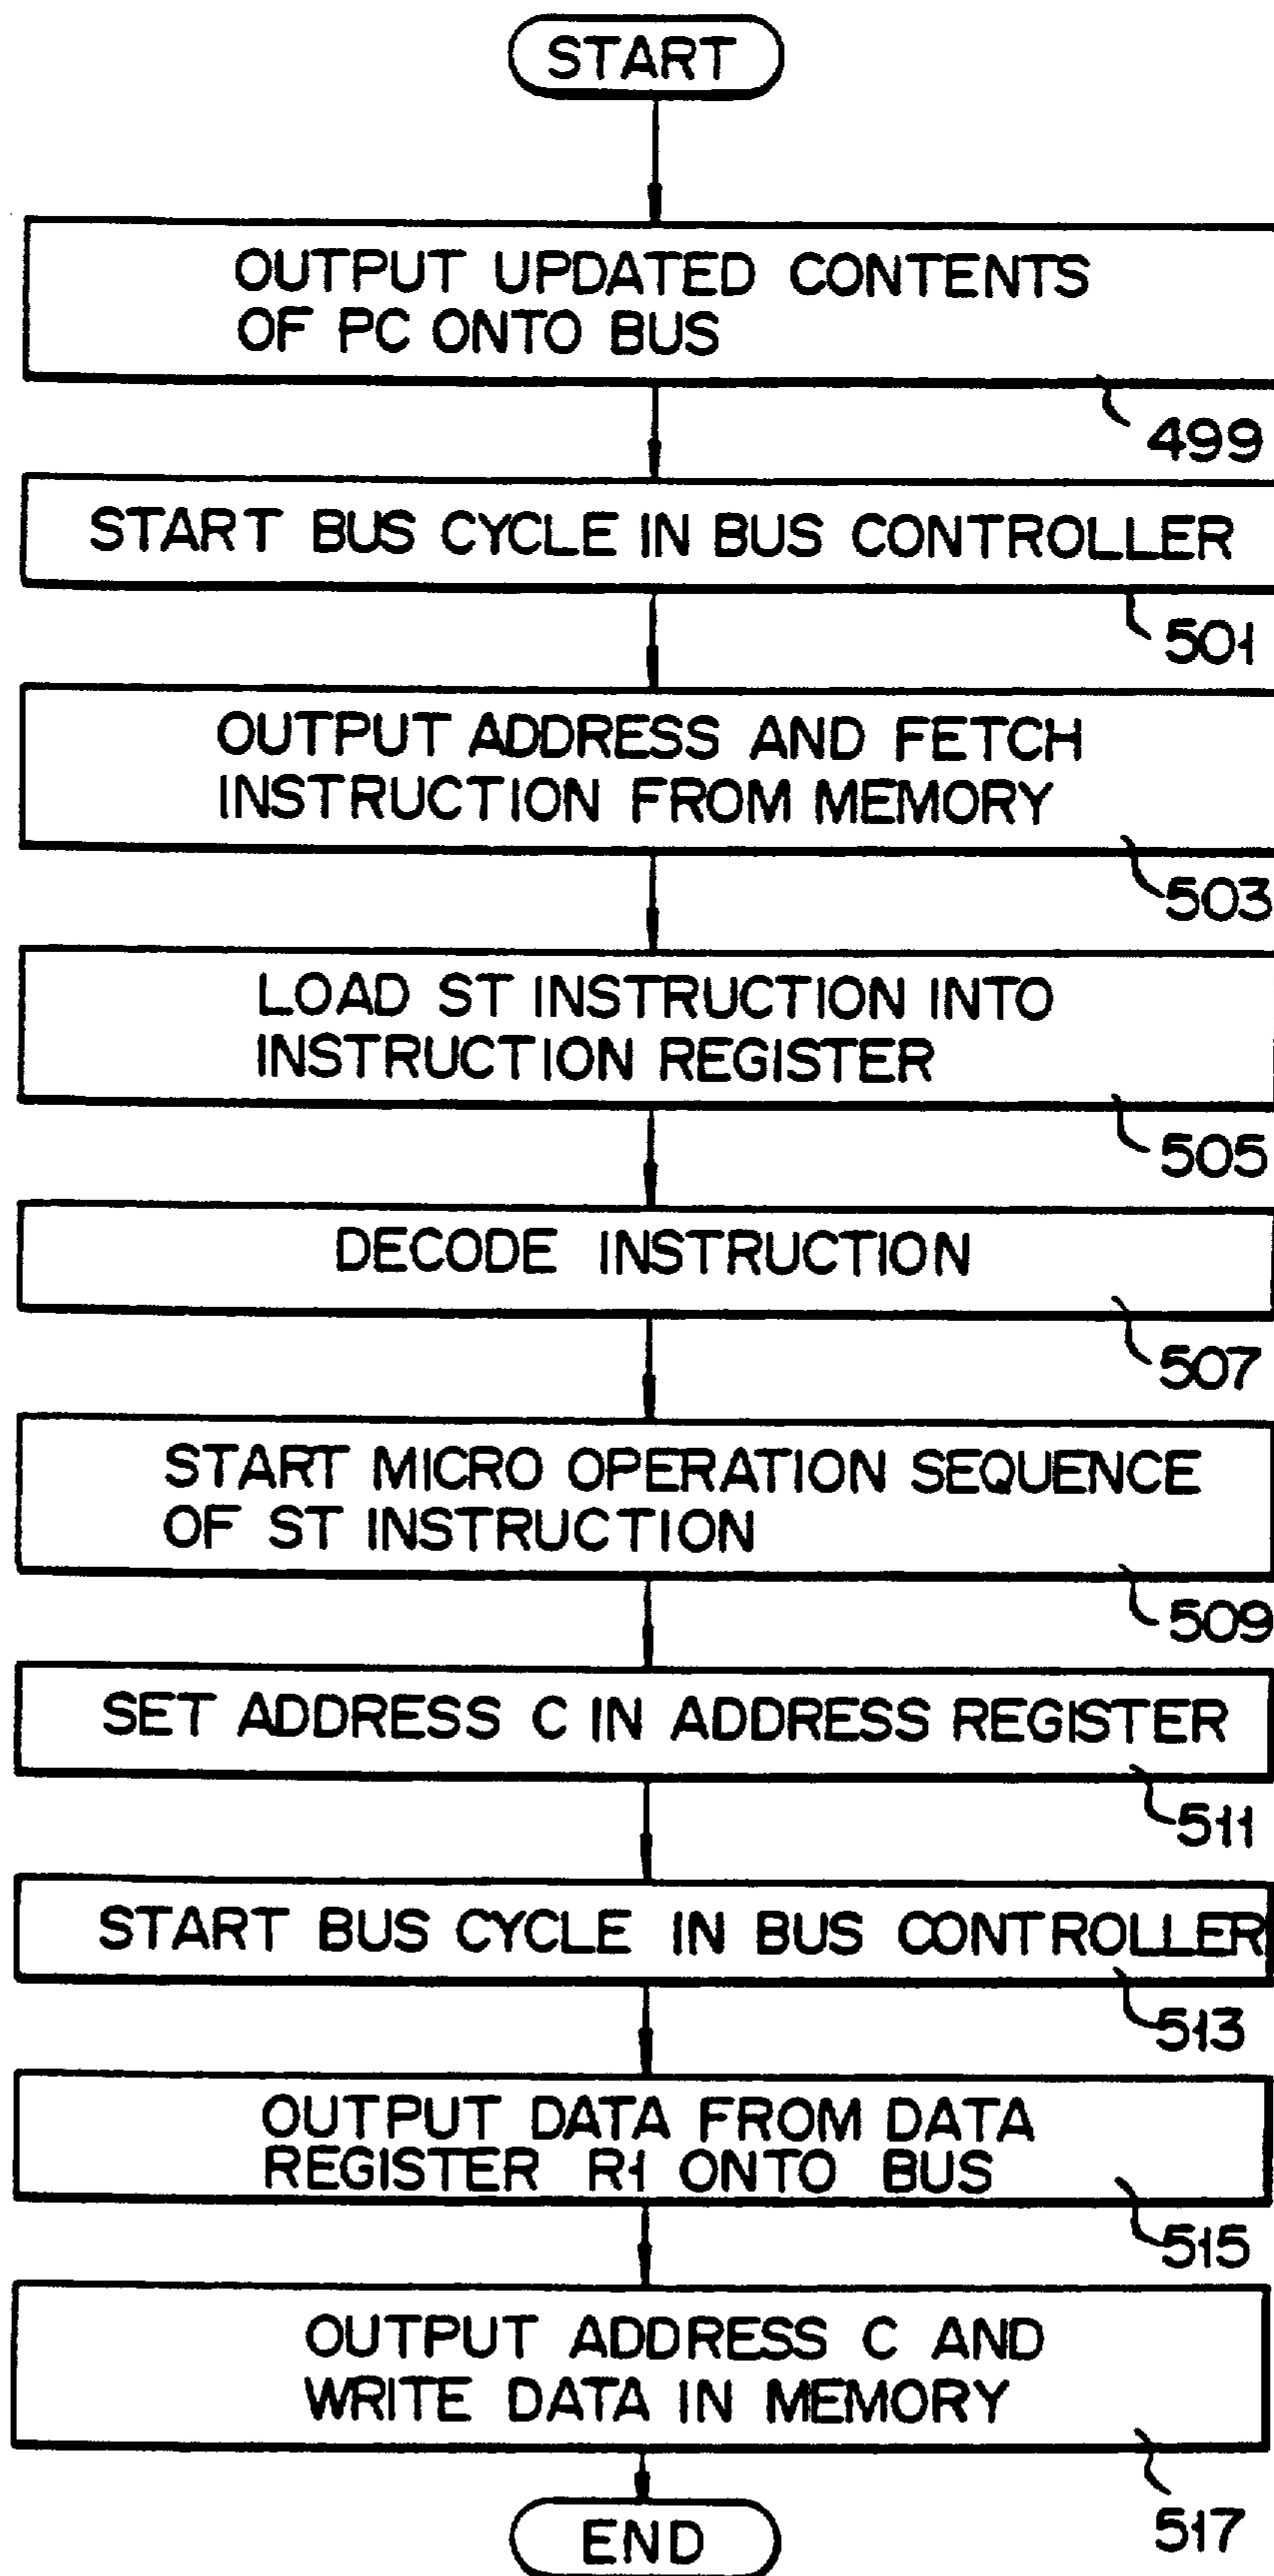 START
OUTPUT UPDATED CONTENTS
OF PC ONTO BUS
499
START BUS CYCLE IN BUS CONTROLLER
501
OUTPUT ADDRESS AND FETCH
INSTRUCTION FROM MEMORY
503
LOAD ST INSTRUCTION INTO
INSTRUCTION REGISTER
505
DECODE INSTRUCTION
507
START MICRO OPERATION SEQUENCE
OF ST INSTRUCTION
509
SET ADDRESS C IN ADDRESS REGISTER
511
START BUS CYCLE IN BUS CONTROLLER
513
OUTPUT DATA FROM DATA
REGISTER R1 ONTO BUS
515
OUTPUT ADDRESS C AND
WRITE DATA IN MEMORY
517
END